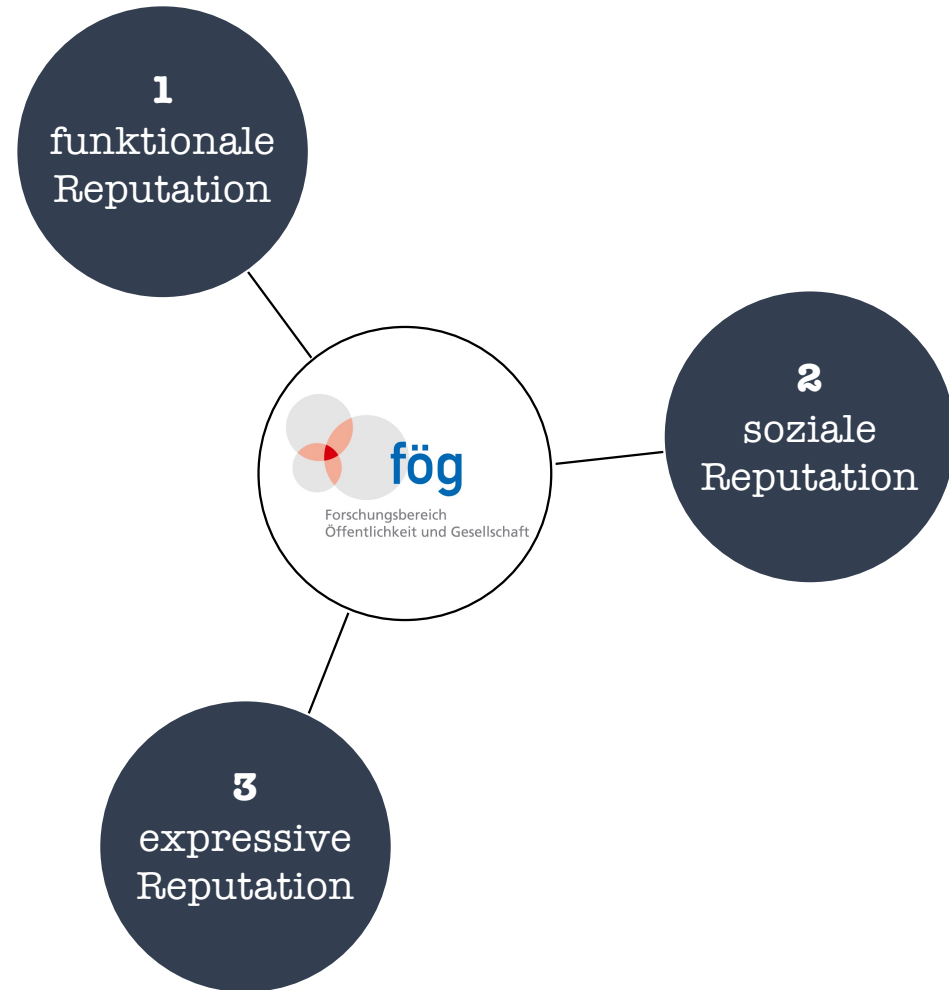 1
funktionale
Reputation
2
soziale
Reputation
fög
Forschungsbereich
Öffentlichkeit und Gesellschaft
3
expressive
Reputation